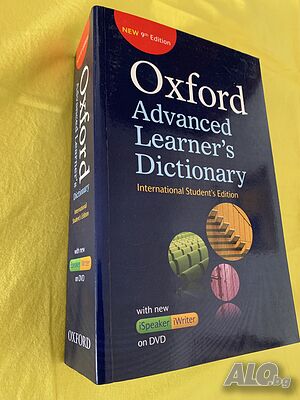 NEW 9th Edition
Oxford
Advanced
Learner's
Dictionary
International Student's Edition
with new
iSpeaker iWriter
on DVD
Oxford
Advanced Learner's
Dictionary
International
Student's Edition
with new
iSpeaker iWriter
on DVD
OXFORD
ALO.bg